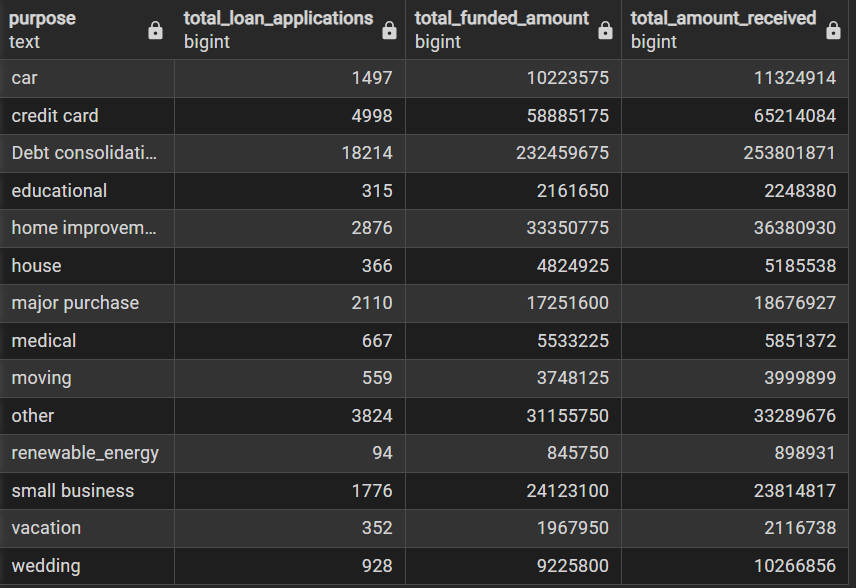 purpose total_loan_applications total_funded_amount total_amount_received
text bigint bigint bigint
car 1497 10223575 11324914
credit card 4998 58885175 65214084
Debt consolidati... 18214 232459675 253801871
educational 315 2161650 2248380
home improvem... 2876 33350775 36380930
house 366 4824925 5185538
major purchase 2110 17251600 18676927
medical 667 5533225 5851372
moving 559 3748125 3999899
other 3824 31155750 33289676
renewable_energy 94 845750 898931
small business 1776 24123100 23814817
vacation 352 1967950 2116738
wedding 928 9225800 10266856